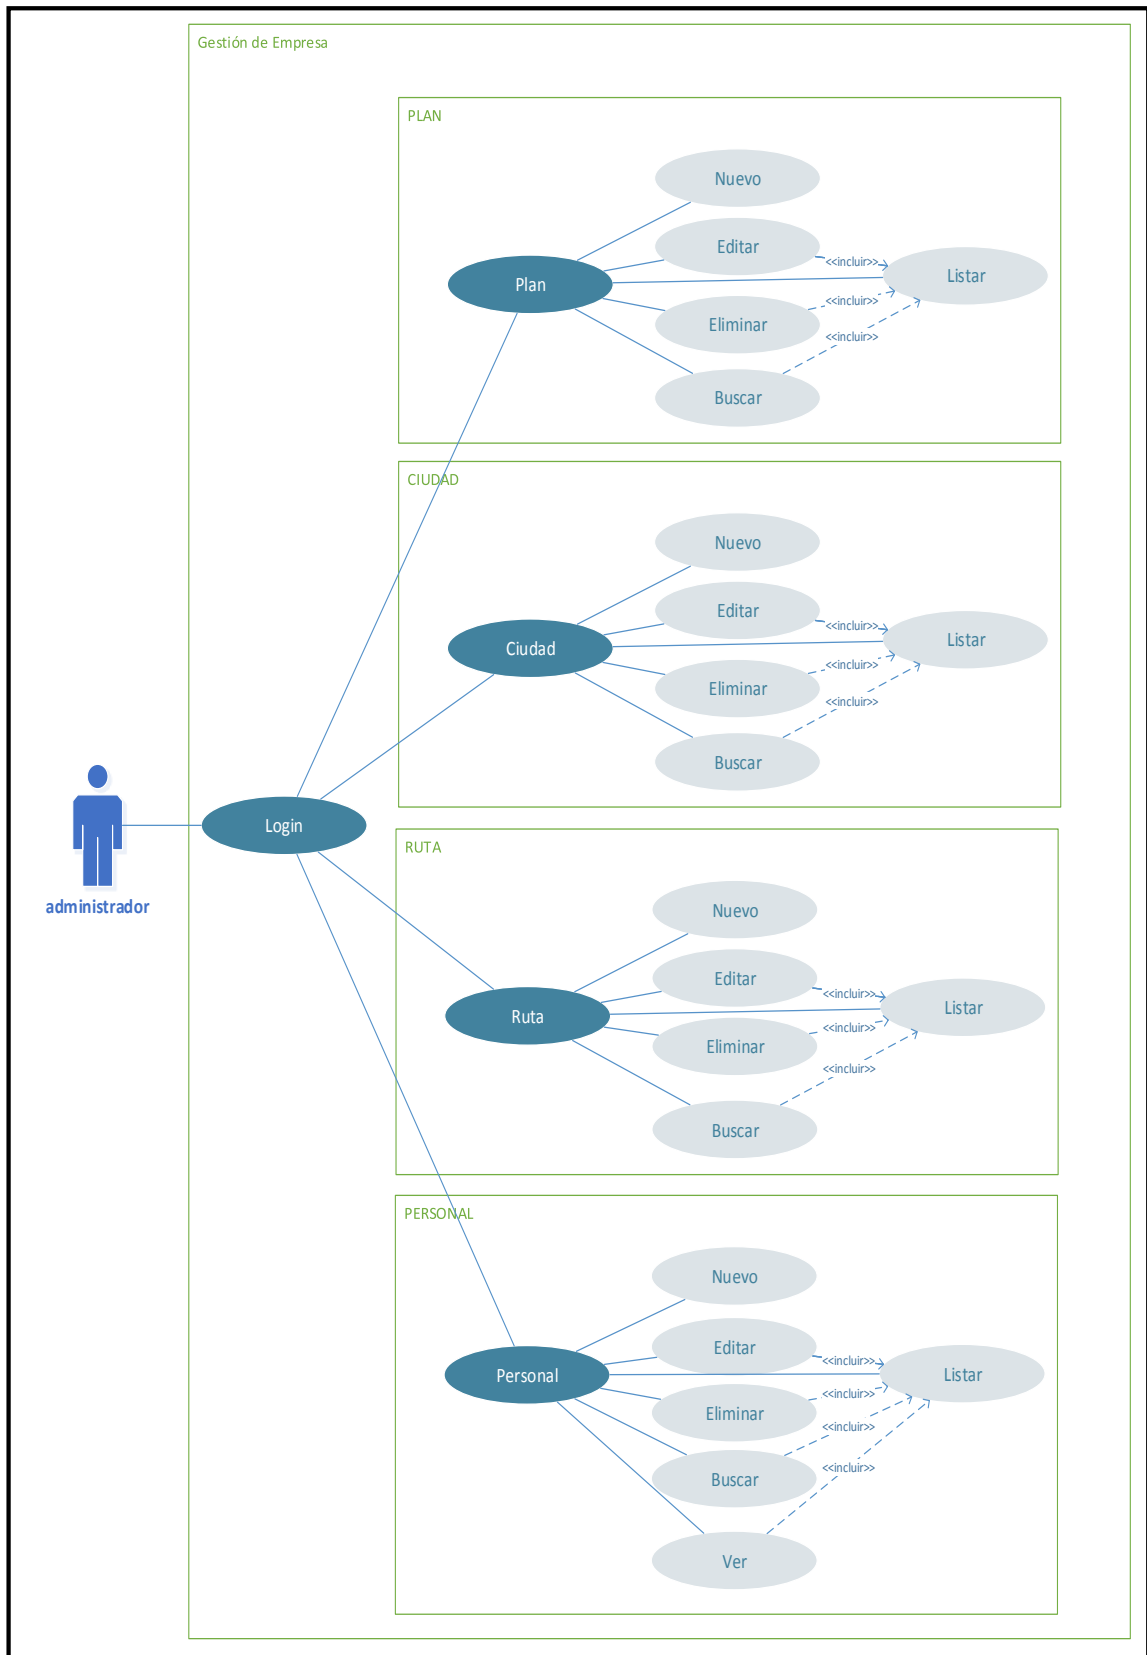 Gestión de Empresa
PLAN
Nuevo
Editar
<<incluir>>
Listar
Plan
<<incluir>>
Eliminar
<<incluir>>
Buscar
CIUDAD
Nuevo
Editar
<<incluir>>
Listar
Ciudad
<<incluir>>
Eliminar
<<incluir>>
Buscar
Login
administrador
RUTA
Nuevo
Editar
<<incluir>>
Listar
Ruta
<<incluir>>
Eliminar
<<incluir>>
Buscar
PERSONAL
Nuevo
Editar
<<incluir>>
Listar
Personal
<<incluir>>
Eliminar
<<incluir>>
Buscar
<<incluir>>
Ver